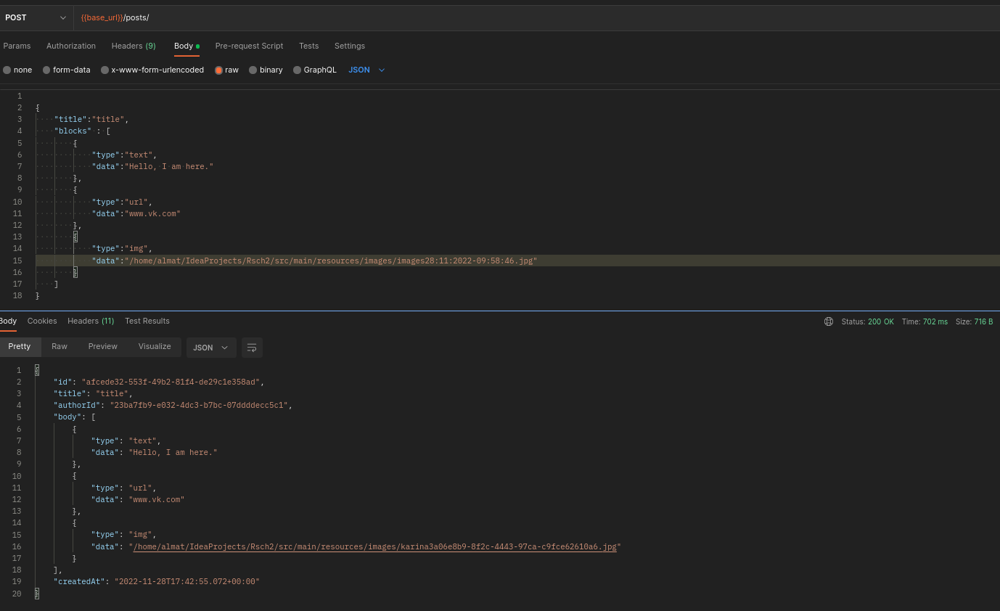 POST {{base_url}}/posts/
Params Authorization Headers (9) Body Pre-request Script Tests Settings
none form-data x-www-form-urlencoded raw binary GraphQL JSON
1
2 {
3 "title":"title",
4 "blocks" : [
5 {
6 "type":"text",
7 "data":"Hello, I am here."
8 },
9 {
10 "type":"url",
11 "data":"www.vk.com"
12 },
13 {
14 "type":"img",
15 "data":"/home/almat/IdeaProjects/Rsch2/src/main/resources/images/images28:11:2022-09:58:46.jpg"
16 }
17 ]
18 }
Body Cookies Headers (11) Test Results Status: 200 OK Time: 702 ms Size: 716 B
Pretty Raw Preview Visualize JSON
1 {
2 "id": "afcede32-553f-49b2-81f4-de29c1e358ad",
3 "title": "title",
4 "authorId": "23ba7fb9-e032-4dc3-b7bc-07ddddecc5c1",
5 "body": [
6 {
7 "type": "text",
8 "data": "Hello, I am here."
9 },
10 {
11 "type": "url",
12 "data": "www.vk.com"
13 },
14 {
15 "type": "img",
16 "data": "/home/almat/IdeaProjects/Rsch2/src/main/resources/images/karina3a06e8b9-8f2c-4443-97ca-c9fce62610a6.jpg"
17 }
18 ],
19 "createdAt": "2022-11-28T17:42:55.072+00:00"
20 }